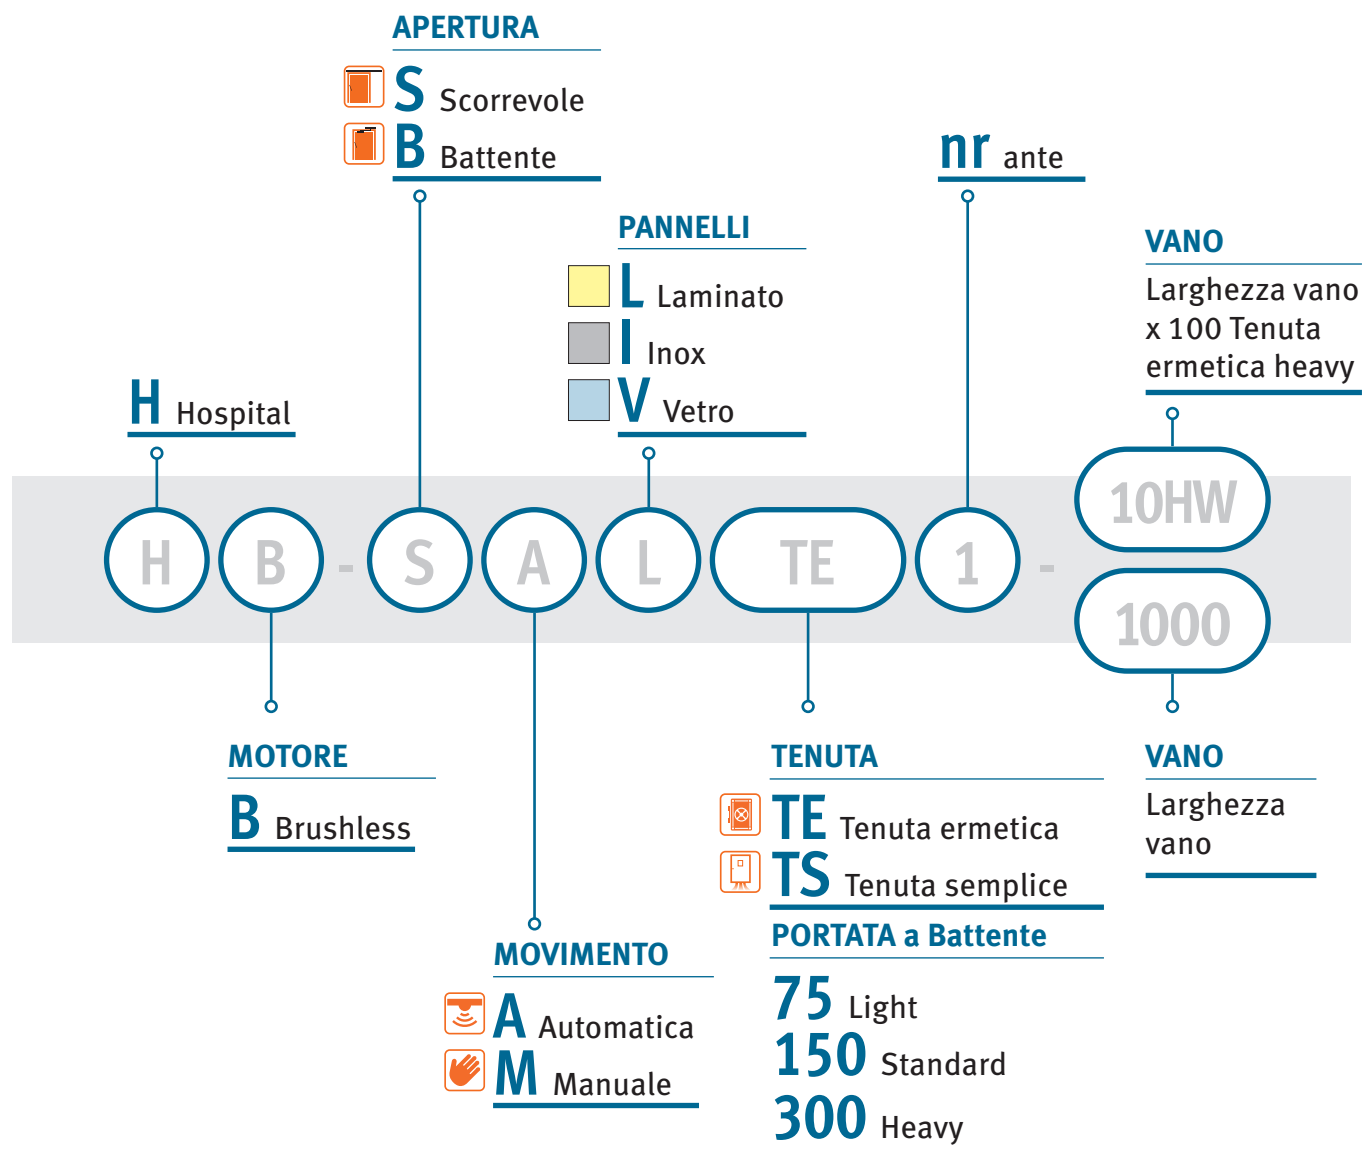 APERTURA
S Scorrevole
B Battente
nr ante
PANNELLI
L Laminato
I Inox
V Vetro
VANO
Larghezza vano
x 100 Tenuta
ermetica heavy
H Hospital
10HW
H B - S A L TE 1 -
1000
MOTORE
B Brushless
TENUTA
TE Tenuta ermetica
TS Tenuta semplice
VANO
Larghezza
vano
PORTATA a Battente
75 Light
150 Standard
300 Heavy
MOVIMENTO
A Automatica
M Manuale